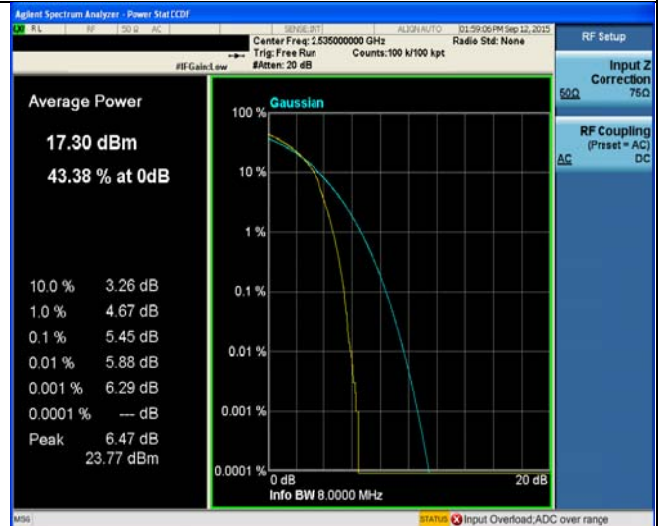 Agilent Spectrum Analyzer - Power Stat CCDF
RL RF 50 Ω AC SENSE:INT ALIGN AUTO 01:59:06 PM Sep 12, 2015
Center Freq: 2.535000000 GHz Radio Std: None
Trig: Free Run Counts:100 k/100 kpt
#IFGain:Low #Atten: 20 dB
RF Setup
Input Z
Correction
50Ω 75Ω
RF Coupling
(Preset = AC)
AC DC
Average Power
17.30 dBm
43.38 % at 0dB
10.0 % 3.26 dB
1.0 % 4.67 dB
0.1 % 5.45 dB
0.01 % 5.88 dB
0.001 % 6.29 dB
0.0001 % --- dB
Peak 6.47 dB
23.77 dBm
Gaussian
100 %
10 %
1 %
0.1 %
0.01 %
0.001 %
0.0001 %
0 dB 20 dB
Info BW 8.0000 MHz
MSG STATUS Input Overload;ADC over range